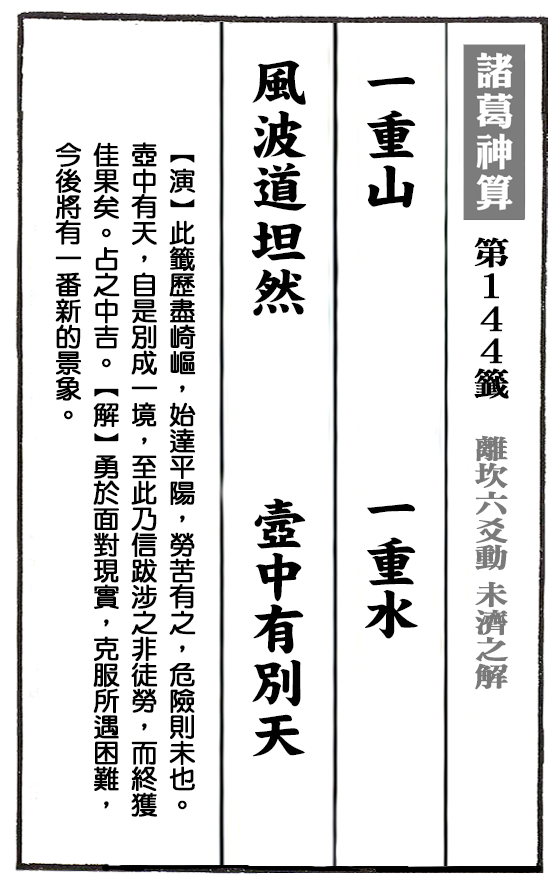 諸葛神算 第144籤 離坎六爻動 未濟之解
一重山 一重水
風波道坦然 壺中有別天
【演】此籤歷盡崎嶇，始達平陽，勞苦有之，危險則未也。
壺中有天，自是別成一境，至此乃信跋涉之非徒勞，而終獲
佳果矣。占之中吉。【解】勇於面對現實，克服所遇困難，
今後將有一番新的景象。